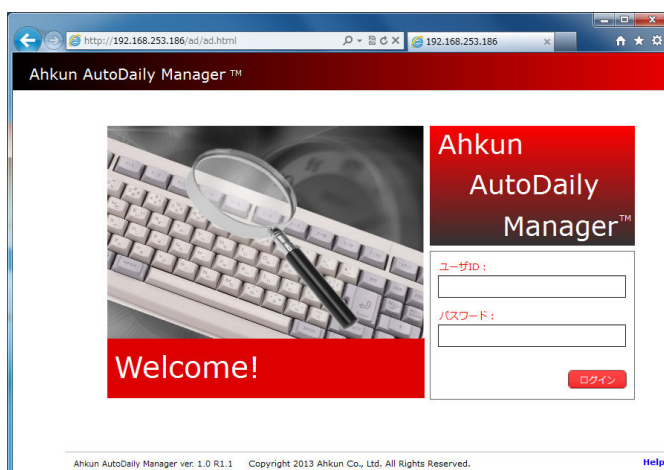 http://192.168.253.186/ad/ad.html
192.168.253.186
Ahkun AutoDaily Manager ™
Ahkun
AutoDaily
Manager™
ユーザID：
パスワード：
ログイン
Welcome!
Ahkun AutoDaily Manager ver. 1.0 R1.1 Copyright 2013 Ahkun Co., Ltd. All Rights Reserved.
Help